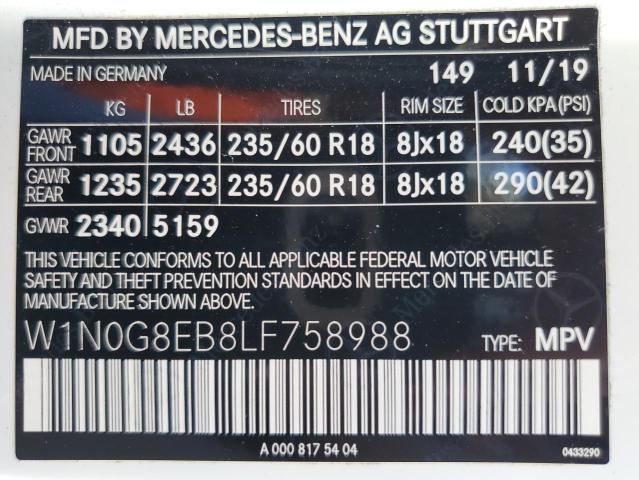 MFD BY MERCEDES-BENZ AG STUTTGART
MADE IN GERMANY 149 11/19
KG LB TIRES RIM SIZE COLD KPA(PSI)
GAWR FRONT 1105 2436 235/60 R18 8Jx18 240(35)
GAWR REAR 1235 2723 235/60 R18 8Jx18 290(42)
GVWR 2340 5159
THIS VEHICLE CONFORMS TO ALL APPLICABLE FEDERAL MOTOR VEHICLE
SAFETY AND THEFT PREVENTION STANDARDS IN EFFECT ON THE DATE OF
MANUFACTURE SHOWN ABOVE.
W1N0G8EB8LF758988 TYPE: MPV
A 000 817 54 04 0433290